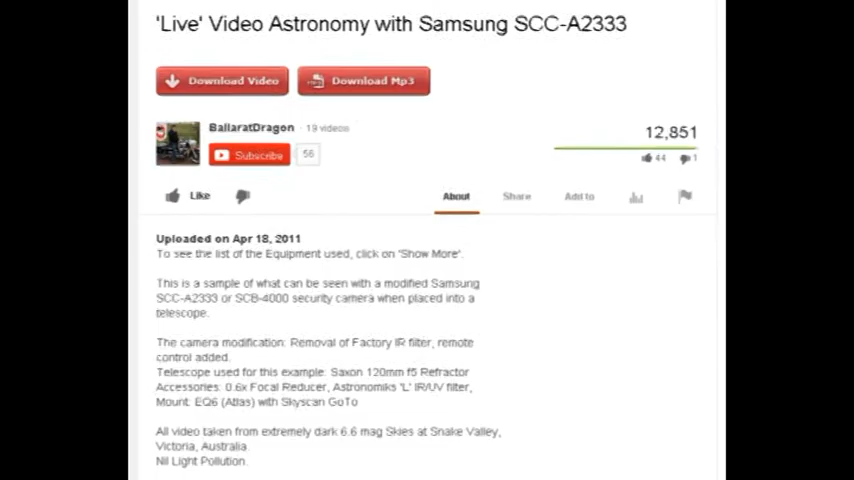 'Live' Video Astronomy with Samsung SCC-A2333
Download Video Download Mp3
BallaratDragon · 19 videos
Subscribe 56
12,851
44 1
Like About Share Add to
Uploaded on Apr 18, 2011
To see the list of the Equipment used, click on 'Show More'.
This is a sample of what can be seen with a modified Samsung
SCC-A2333 or SCB-4000 security camera when placed into a
telescope.
The camera modification: Removal of Factory IR filter, remote
control added.
Telescope used for this example: Saxon 120mm f5 Refractor
Accessories: 0.6x Focal Reducer, Astronomiks 'L' IR/UV filter,
Mount: EQ6 (Atlas) with Skyscan GoTo
All video taken from extremely dark 6.6 mag Skies at Snake Valley,
Victoria, Australia.
Nil Light Pollution.